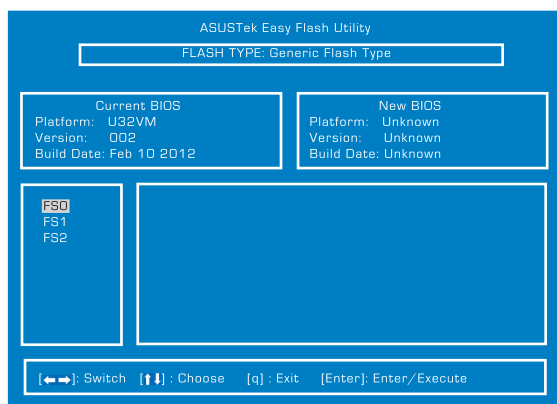 ASUSTek Easy Flash Utility
FLASH TYPE: Generic Flash Type
Current BIOS
Platform: U32VM
Version: 002
Build Date: Feb 10 2012
New BIOS
Platform: Unknown
Version: Unknown
Build Date: Unknown
FS0
FS1
FS2
[←→]: Switch [↑↓] : Choose [q] : Exit [Enter]: Enter/Execute